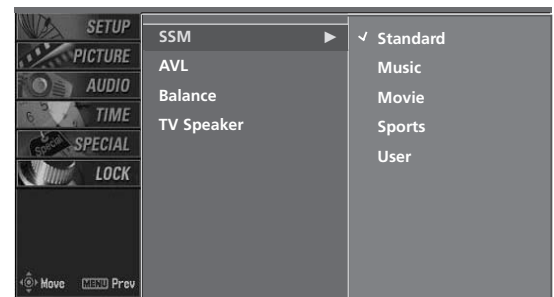 SETUP
PICTURE
AUDIO
TIME
SPECIAL
LOCK
Move MENU Prev
SSM
AVL
Balance
TV Speaker
Standard
Music
Movie
Sports
User